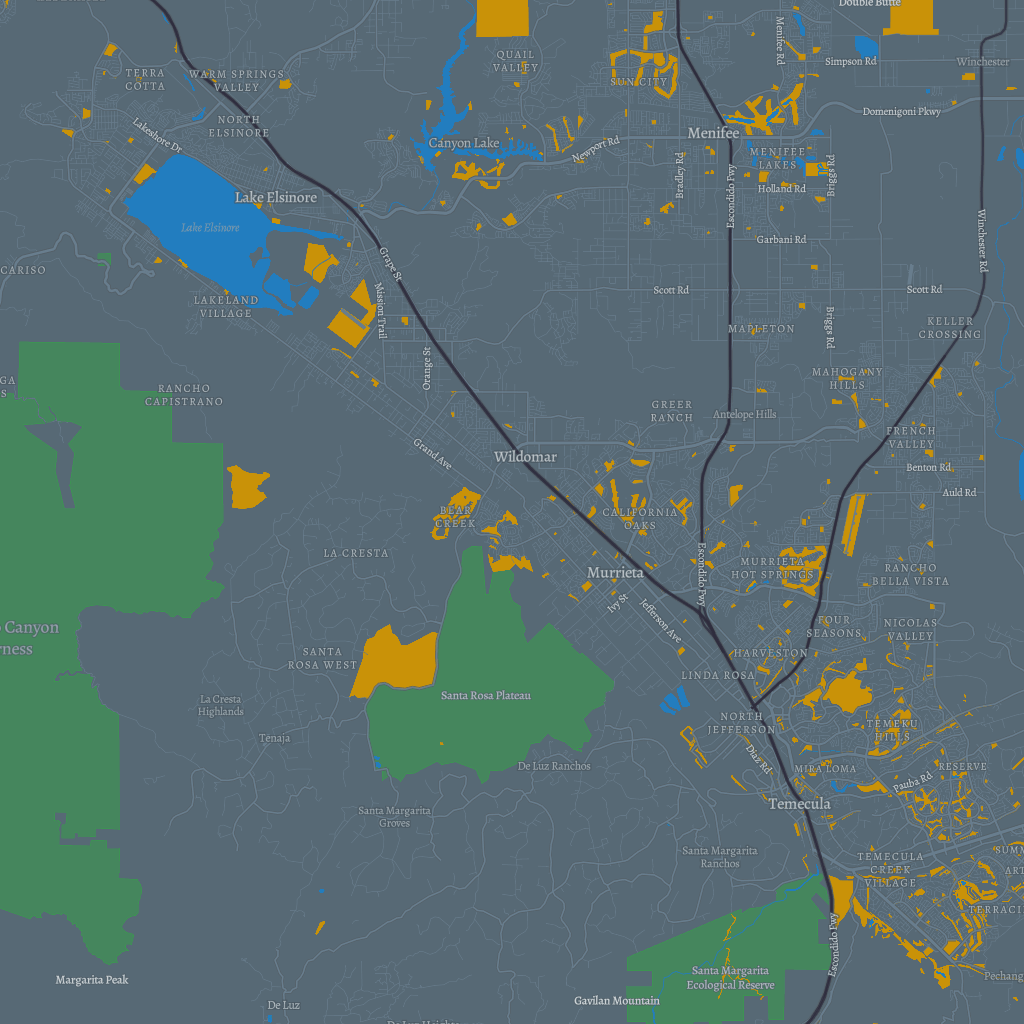 Double Butte
QUAIL
VALLEY
Menifee Rd
Simpson Rd
Winchester
TERRA
COTTA
WARM SPRINGS
VALLEY
SUN CITY
Domenigoni Pkwy
Lakeshore Dr
NORTH
ELSINORE
Canyon Lake
Newport Rd
Menifee
MENIFEE
LAKES
Bradley Rd
Holland Rd
Briggs Rd
Escondido Fwy
Lake Elsinore
Lake Elsinore
Garbani Rd
Winchester Rd
CARISO
Grape St
Scott Rd
Scott Rd
LAKELAND
VILLAGE
Mission Trail
MAPLETON
Briggs Rd
KELLER
CROSSING
Orange St
GA
S
RANCHO
CAPISTRANO
MAHOGANY
HILLS
GREER
RANCH
Antelope Hills
FRENCH
VALLEY
Grand Ave
Wildomar
Benton Rd
Auld Rd
BEAR
CREEK
CALIFORNIA
OAKS
LA CRESTA
Murrieta
Escondido Fwy
MURRIETA
HOT SPRINGS
RANCHO
BELLA VISTA
Ivy St
Jefferson Ave
Canyon
rness
FOUR
SEASONS
NICOLAS
VALLEY
SANTA
ROSA WEST
HARVESTON
LINDA ROSA
Santa Rosa Plateau
La Cresta
Highlands
NORTH
JEFFERSON
TEMEKU
HILLS
Tenaja
De Luz Ranchos
Diaz Rd
MIRA LOMA
RESERVE
Pauba Rd
Santa Margarita
Groves
Temecula
Santa Margarita
Ranchos
TEMECULA
CREEK
VILLAGE
SUMM
ART
TERRACI
Escondido Fwy
Margarita Peak
Santa Margarita
Ecological Reserve
Pechang
Gavilan Mountain
De Luz